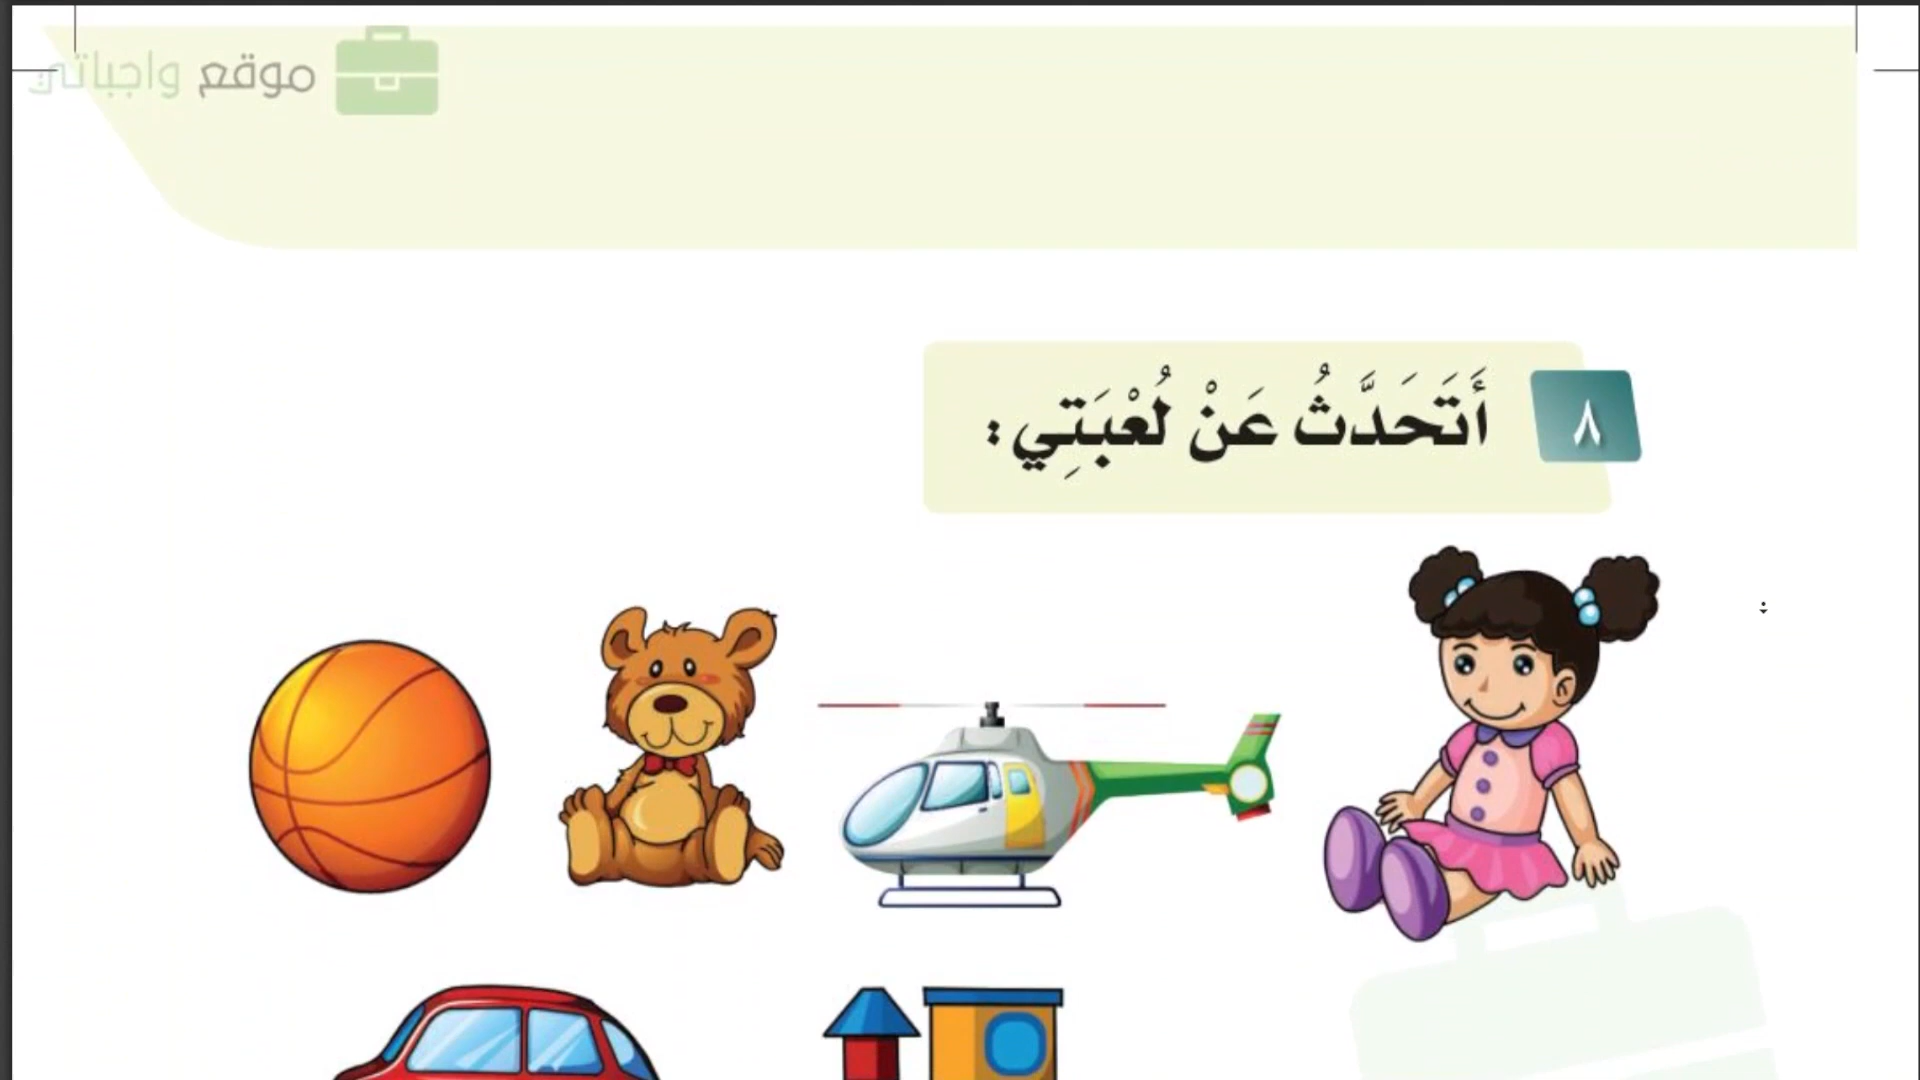 موقع واجباتي
٨
أَتَحَدَّثُ عَنْ لُعْبَتِي :